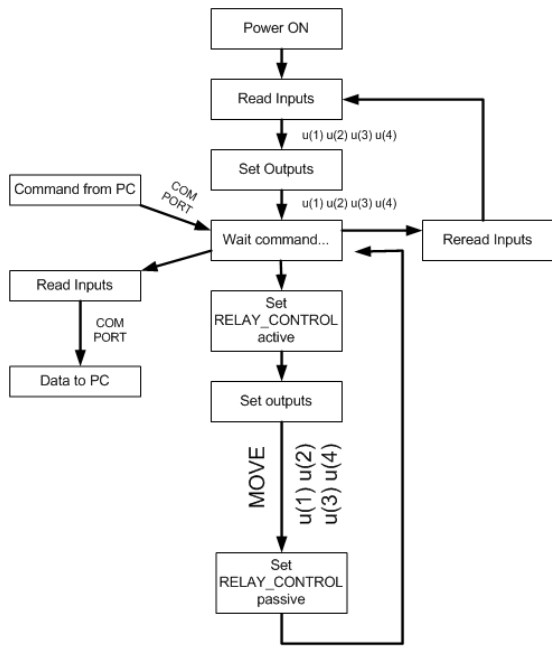 Power ON
Read Inputs
u(1) u(2) u(3) u(4)
Set Outputs
u(1) u(2) u(3) u(4)
Command from PC
COM
PORT
Wait command...
Reread Inputs
Read Inputs
COM
PORT
Data to PC
Set
RELAY_CONTROL
active
Set outputs
MOVE
u(1) u(2)
u(3) u(4)
Set
RELAY_CONTROL
passive